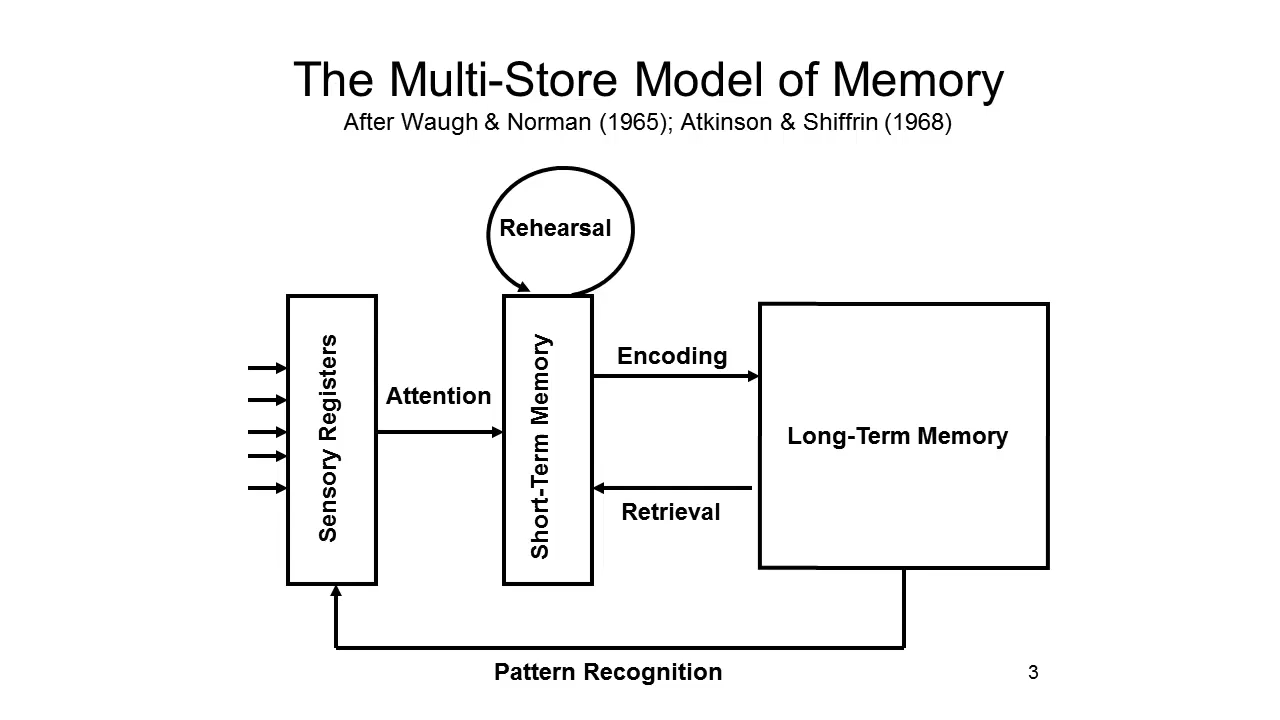 The Multi-Store Model of Memory
After Waugh & Norman (1965); Atkinson & Shiffrin (1968)
Rehearsal
Sensory Registers
Attention
Short-Term Memory
Encoding
Long-Term Memory
Retrieval
Pattern Recognition
3